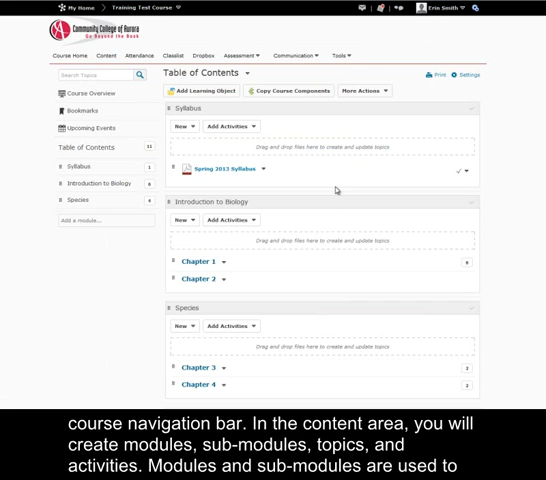 My Home
Training Test Course
Erin Smith
Community College of Aurora
Go Beyond the Book
Course Home Content Attendance Classlist Dropbox Assessment Communication Tools
Search Topics
Course Overview
Bookmarks
Upcoming Events
Table of Contents 11
Syllabus 1
Introduction to Biology 6
Species 4
Add a module...
Table of Contents
Print Settings
Add Learning Object Copy Course Components More Actions
Syllabus
New Add Activities
Drag and drop files here to create and update topics
Spring 2013 Syllabus
Introduction to Biology
New Add Activities
Drag and drop files here to create and update topics
Chapter 1 6
Chapter 2
Species
New Add Activities
Drag and drop files here to create and update topics
Chapter 3 2
Chapter 4 2
course navigation bar. In the content area, you will
create modules, sub-modules, topics, and
activities. Modules and sub-modules are used to